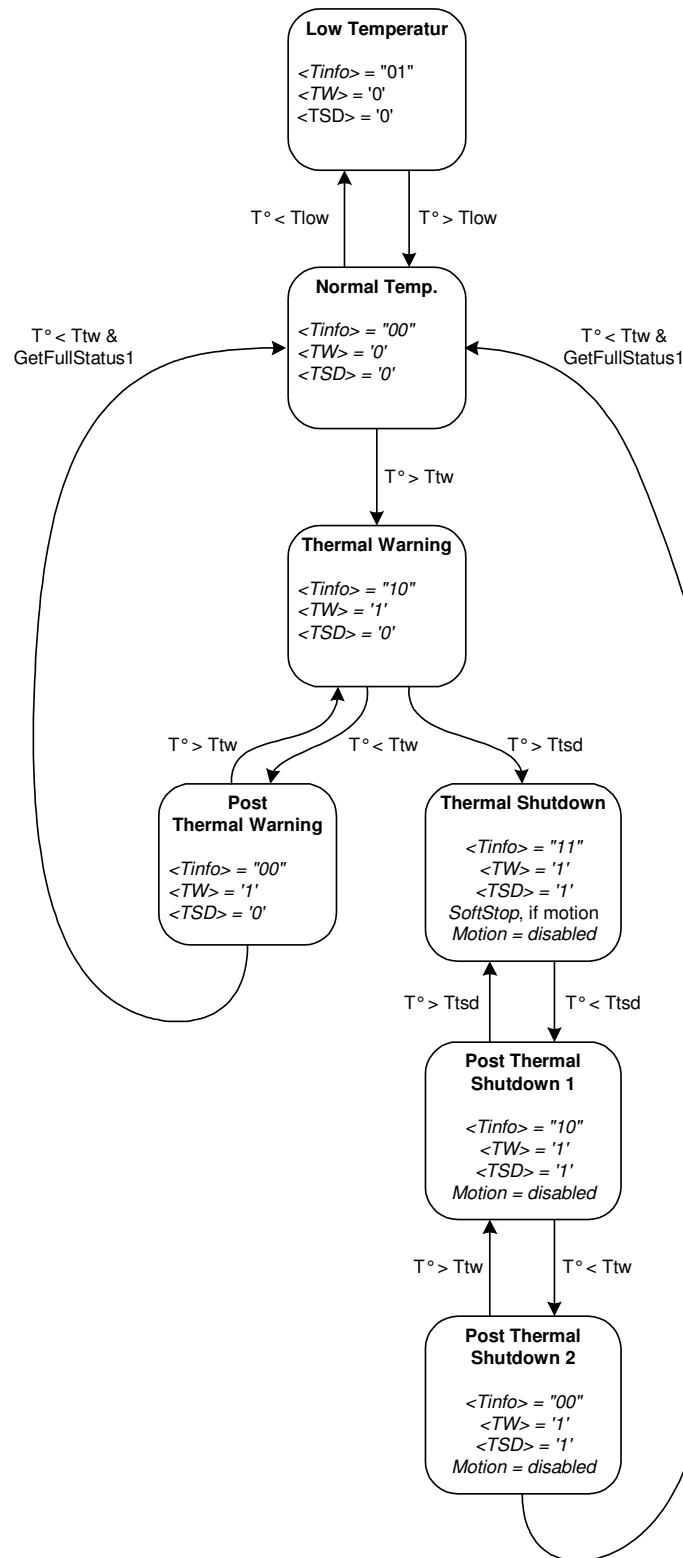 Low Temperatur
<Tinfo> = "01"
<TW> = '0'
<TSD> = '0'
T° < Tlow
T° > Tlow
Normal Temp.
<Tinfo> = "00"
<TW> = '0'
<TSD> = '0'
T° < Ttw &
GetFullStatus1
T° < Ttw &
GetFullStatus1
T° > Ttw
Thermal Warning
<Tinfo> = "10"
<TW> = '1'
<TSD> = '0'
T° > Ttw
T° < Ttw
T° > Ttsd
Post
Thermal Warning
<Tinfo> = "00"
<TW> = '1'
<TSD> = '0'
Thermal Shutdown
<Tinfo> = "11"
<TW> = '1'
<TSD> = '1'
SoftStop, if motion
Motion = disabled
T° > Ttsd
T° < Ttsd
Post Thermal
Shutdown 1
<Tinfo> = "10"
<TW> = '1'
<TSD> = '1'
Motion = disabled
T° > Ttw
T° < Ttw
Post Thermal
Shutdown 2
<Tinfo> = "00"
<TW> = '1'
<TSD> = '1'
Motion = disabled